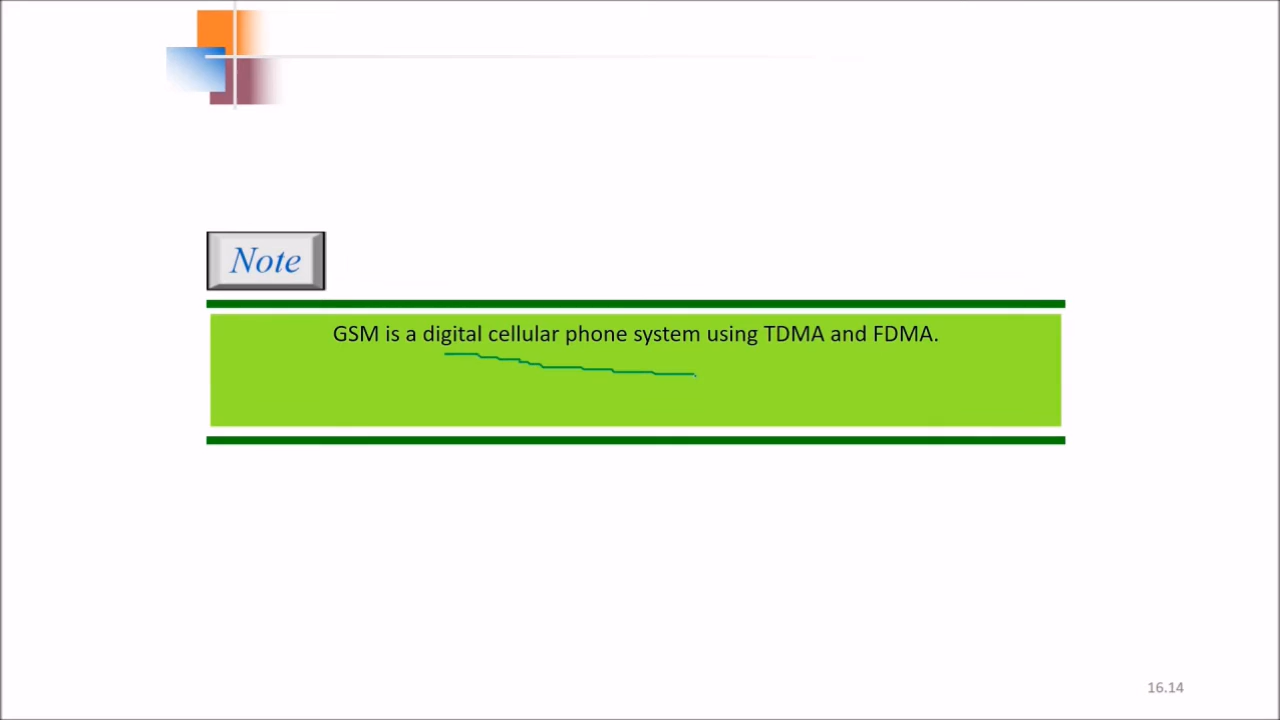 Note
GSM is a digital cellular phone system using TDMA and FDMA.
16.14